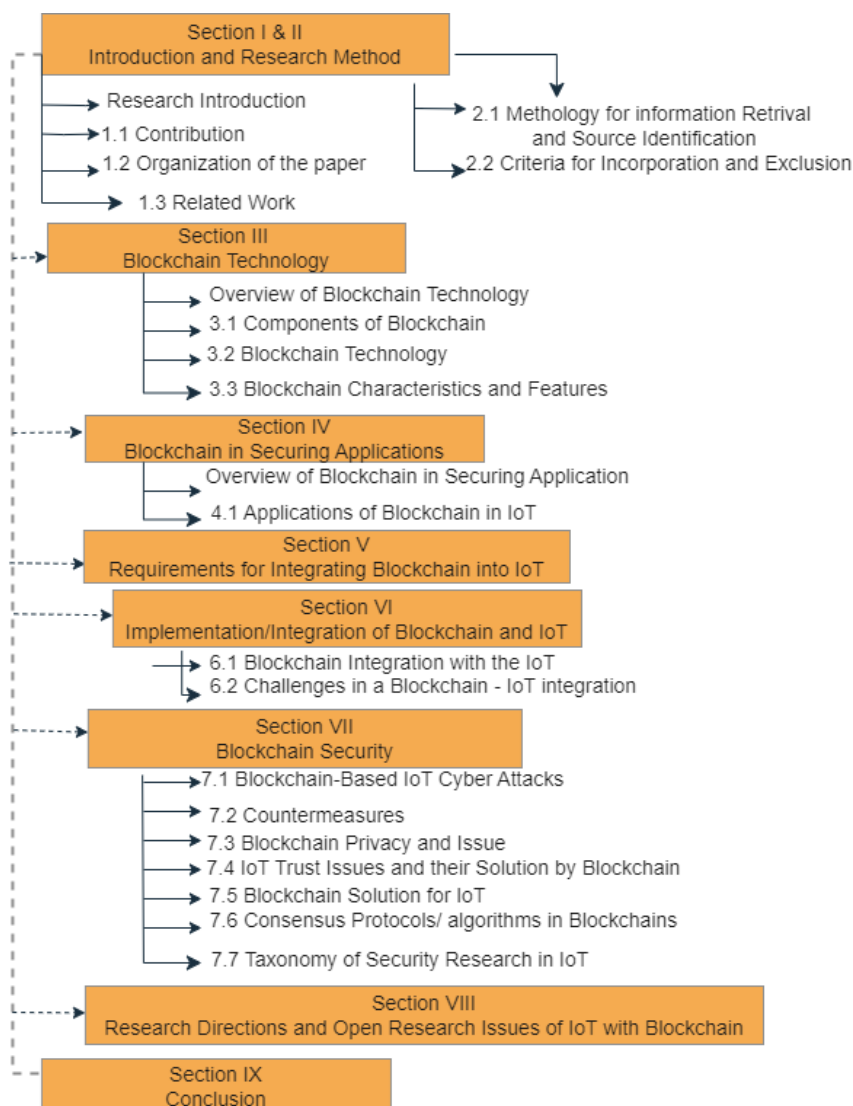 Section I & II
Introduction and Research Method
Research Introduction
1.1 Contribution
1.2 Organization of the paper
1.3 Related Work
2.1 Methology for information Retrival
and Source Identification
2.2 Criteria for Incorporation and Exclusion
Section III
Blockchain Technology
Overview of Blockchain Technology
3.1 Components of Blockchain
3.2 Blockchain Technology
3.3 Blockchain Characteristics and Features
Section IV
Blockchain in Securing Applications
Overview of Blockchain in Securing Application
4.1 Applications of Blockchain in IoT
Section V
Requirements for Integrating Blockchain into IoT
Section VI
Implementation/Integration of Blockchain and IoT
6.1 Blockchain Integration with the IoT
6.2 Challenges in a Blockchain - IoT integration
Section VII
Blockchain Security
7.1 Blockchain-Based IoT Cyber Attacks
7.2 Countermeasures
7.3 Blockchain Privacy and Issue
7.4 IoT Trust Issues and their Solution by Blockchain
7.5 Blockchain Solution for IoT
7.6 Consensus Protocols/ algorithms in Blockchains
7.7 Taxonomy of Security Research in IoT
Section VIII
Research Directions and Open Research Issues of IoT with Blockchain
Section IX
Conclusion